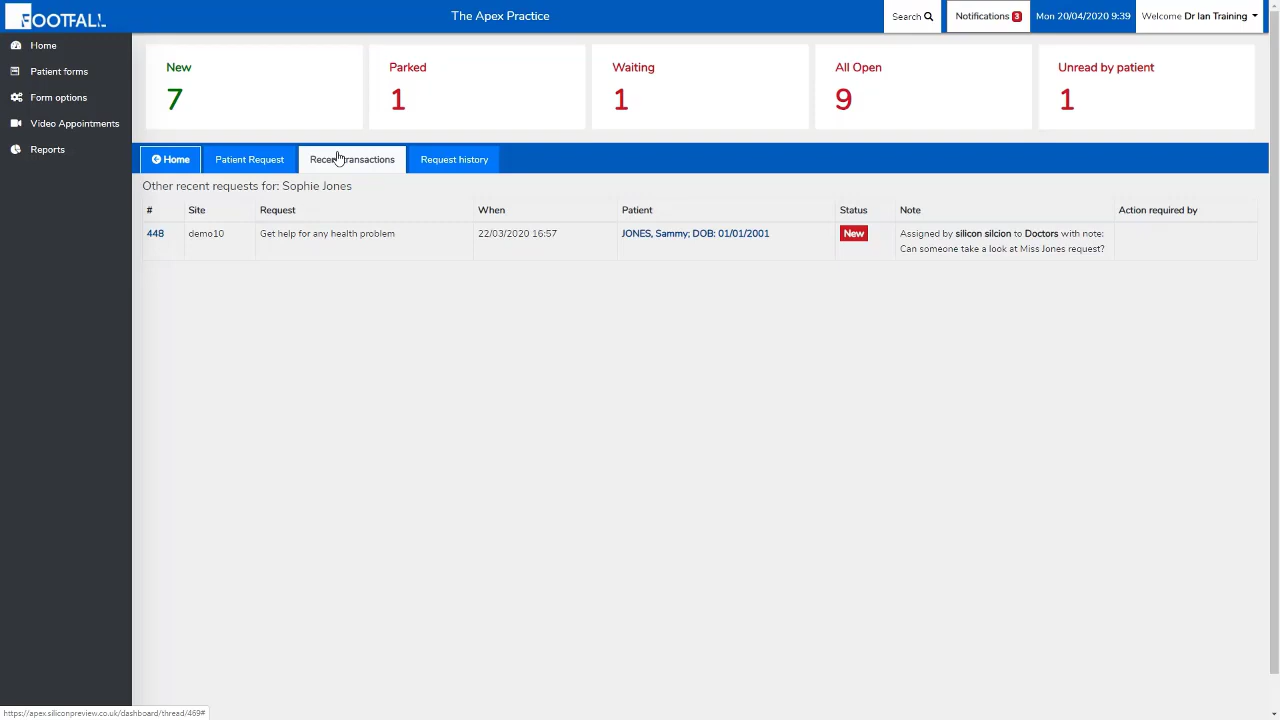 FOOTFALL
The Apex Practice
Search
Notifications 3
Mon 20/04/2020 9:39
Welcome Dr Ian Training
Home
Patient forms
Form options
Video Appointments
Reports
New
7
Parked
1
Waiting
1
All Open
9
Unread by patient
1
Home
Patient Request
Recent transactions
Request history
Other recent requests for: Sophie Jones
# Site Request When Patient Status Note Action required by
448 demo10 Get help for any health problem 22/03/2020 16:57 JONES, Sammy; DOB: 01/01/2001 New Assigned by silicon silcion to Doctors with note:
Can someone take a look at Miss Jones request?
https://apex.siliconpreview.co.uk/dashboard/thread/469#